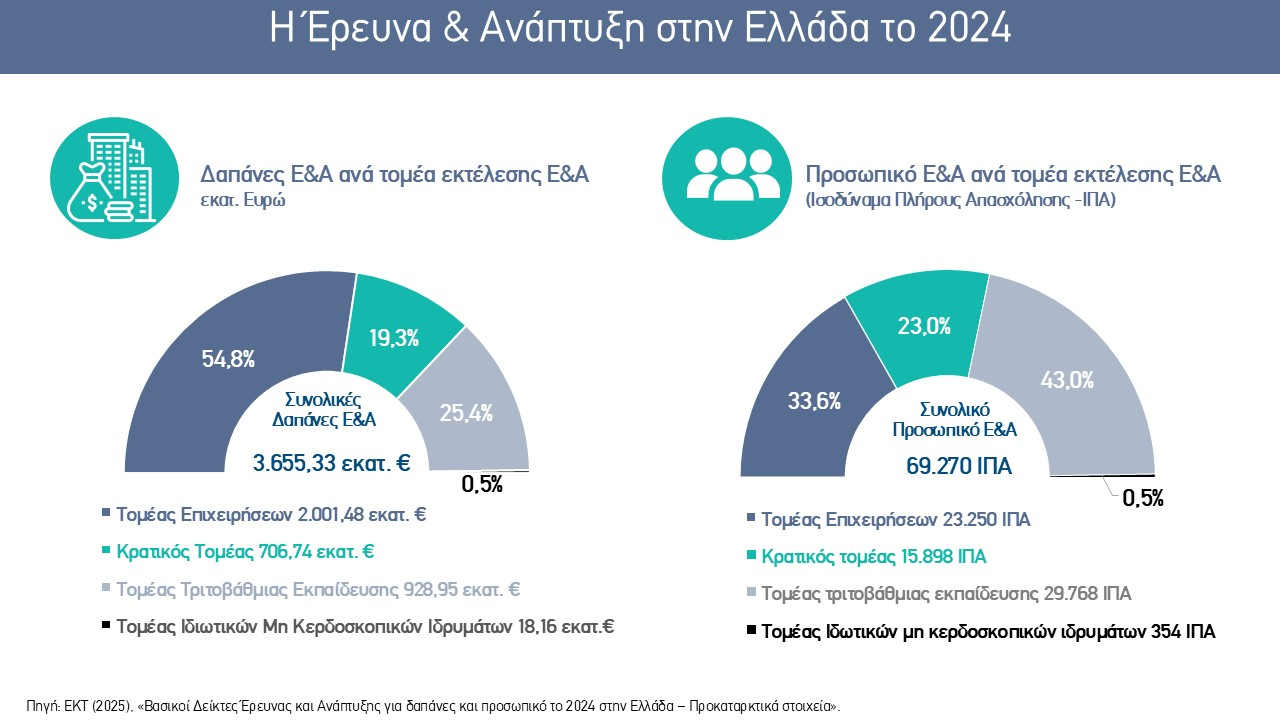 Η Έρευνα & Ανάπτυξη στην Ελλάδα το 2024
Δαπάνες Ε&Α ανά τομέα εκτέλεσης Ε&Α
εκατ. Ευρώ
$
54,8%
19,3%
25,4%
0,5%
Συνολικές
Δαπάνες Ε&Α
3.655,33 εκατ. €
Τομέας Επιχειρήσεων 2.001,48 εκατ. €
Κρατικός Τομέας 706,74 εκατ. €
Τομέας Τριτοβάθμιας Εκπαίδευσης 928,95 εκατ. €
Τομέας Ιδιωτικών Μη Κερδοσκοπικών Ιδρυμάτων 18,16 εκατ.€
Προσωπικό Ε&Α ανά τομέα εκτέλεσης Ε&Α
(Ισοδύναμα Πλήρους Απασχόλησης -ΙΠΑ)
33,6%
23,0%
43,0%
0,5%
Συνολικό
Προσωπικό Ε&Α
69.270 ΙΠΑ
Τομέας Επιχειρήσεων 23.250 ΙΠΑ
Κρατικός τομέας 15.898 ΙΠΑ
Τομέας τριτοβάθμιας εκπαίδευσης 29.768 ΙΠΑ
Τομέας Ιδωτικών μη κερδοσκοπικών ιδρυμάτων 354 ΙΠΑ
Πηγή: ΕΚΤ (2025), «Βασικοί Δείκτες Έρευνας και Ανάπτυξης για δαπάνες και προσωπικό το 2024 στην Ελλάδα – Προκαταρκτικά στοιχεία».